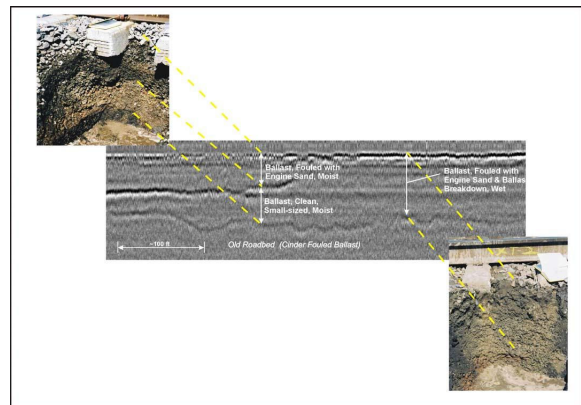 Ballast, Fouled with
Engine Sand, Moist
Ballast, Clean,
Small-sized, Moist
Ballast, Fouled with
Engine Sand & Ballas
Breakdown, Wet
~100 ft
Old Roadbed (Cinder Fouled Ballast)